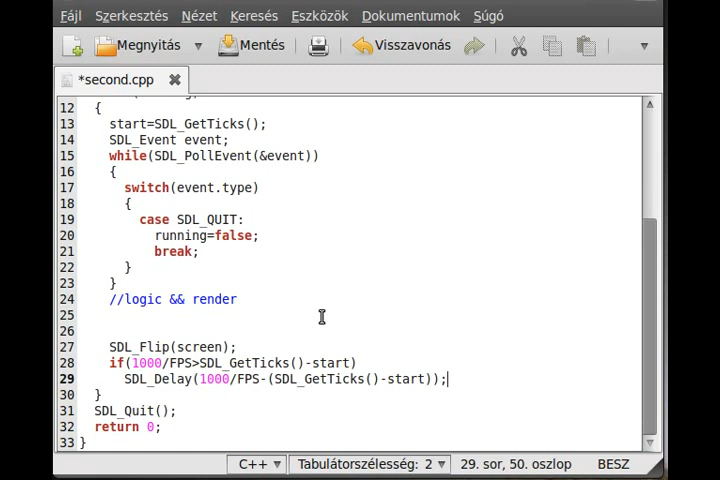 Fájl Szerkesztés Nézet Keresés Eszközök Dokumentumok Súgó
Megnyitás Mentés Visszavonás
*second.cpp
12 {
13 start=SDL_GetTicks();
14 SDL_Event event;
15 while(SDL_PollEvent(&event))
16 {
17 switch(event.type)
18 {
19 case SDL_QUIT:
20 running=false;
21 break;
22 }
23 }
24 //logic && render
25
26
27 SDL_Flip(screen);
28 if(1000/FPS>SDL_GetTicks()-start)
29 SDL_Delay(1000/FPS-(SDL_GetTicks()-start));
30 }
31 SDL_Quit();
32 return 0;
33 }
C++ Tabulátorszélesség: 2 29. sor, 50. oszlop BESZ